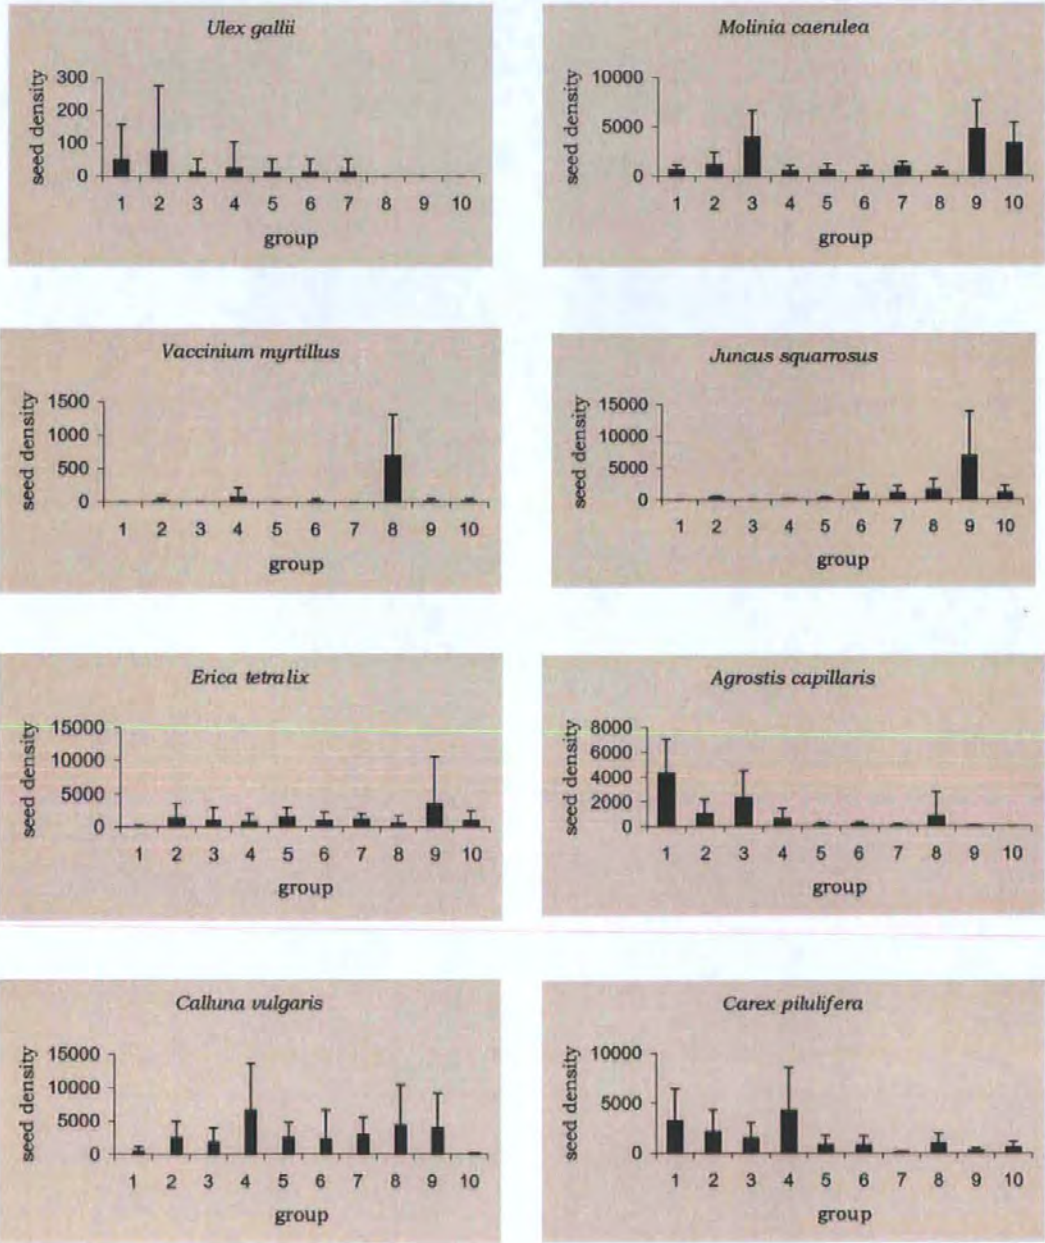 Ulex gallii
seed density
300
200
100
0
1 2 3 4 5 6 7 8 9 10
group
Molinia caerulea
seed density
10000
5000
0
1 2 3 4 5 6 7 8 9 10
group
Vaccinium myrtillus
seed density
1500
1000
500
0
1 2 3 4 5 6 7 8 9 10
group
Juncus squarrosus
seed density
15000
10000
5000
0
1 2 3 4 5 6 7 8 9 10
group
Erica tetralix
seed density
15000
10000
5000
0
1 2 3 4 5 6 7 8 9 10
group
Agrostis capillaris
seed density
8000
6000
4000
2000
0
1 2 3 4 5 6 7 8 9 10
group
Calluna vulgaris
seed density
15000
10000
5000
0
1 2 3 4 5 6 7 8 9 10
group
Carex pilulifera
seed density
10000
5000
0
1 2 3 4 5 6 7 8 9 10
group